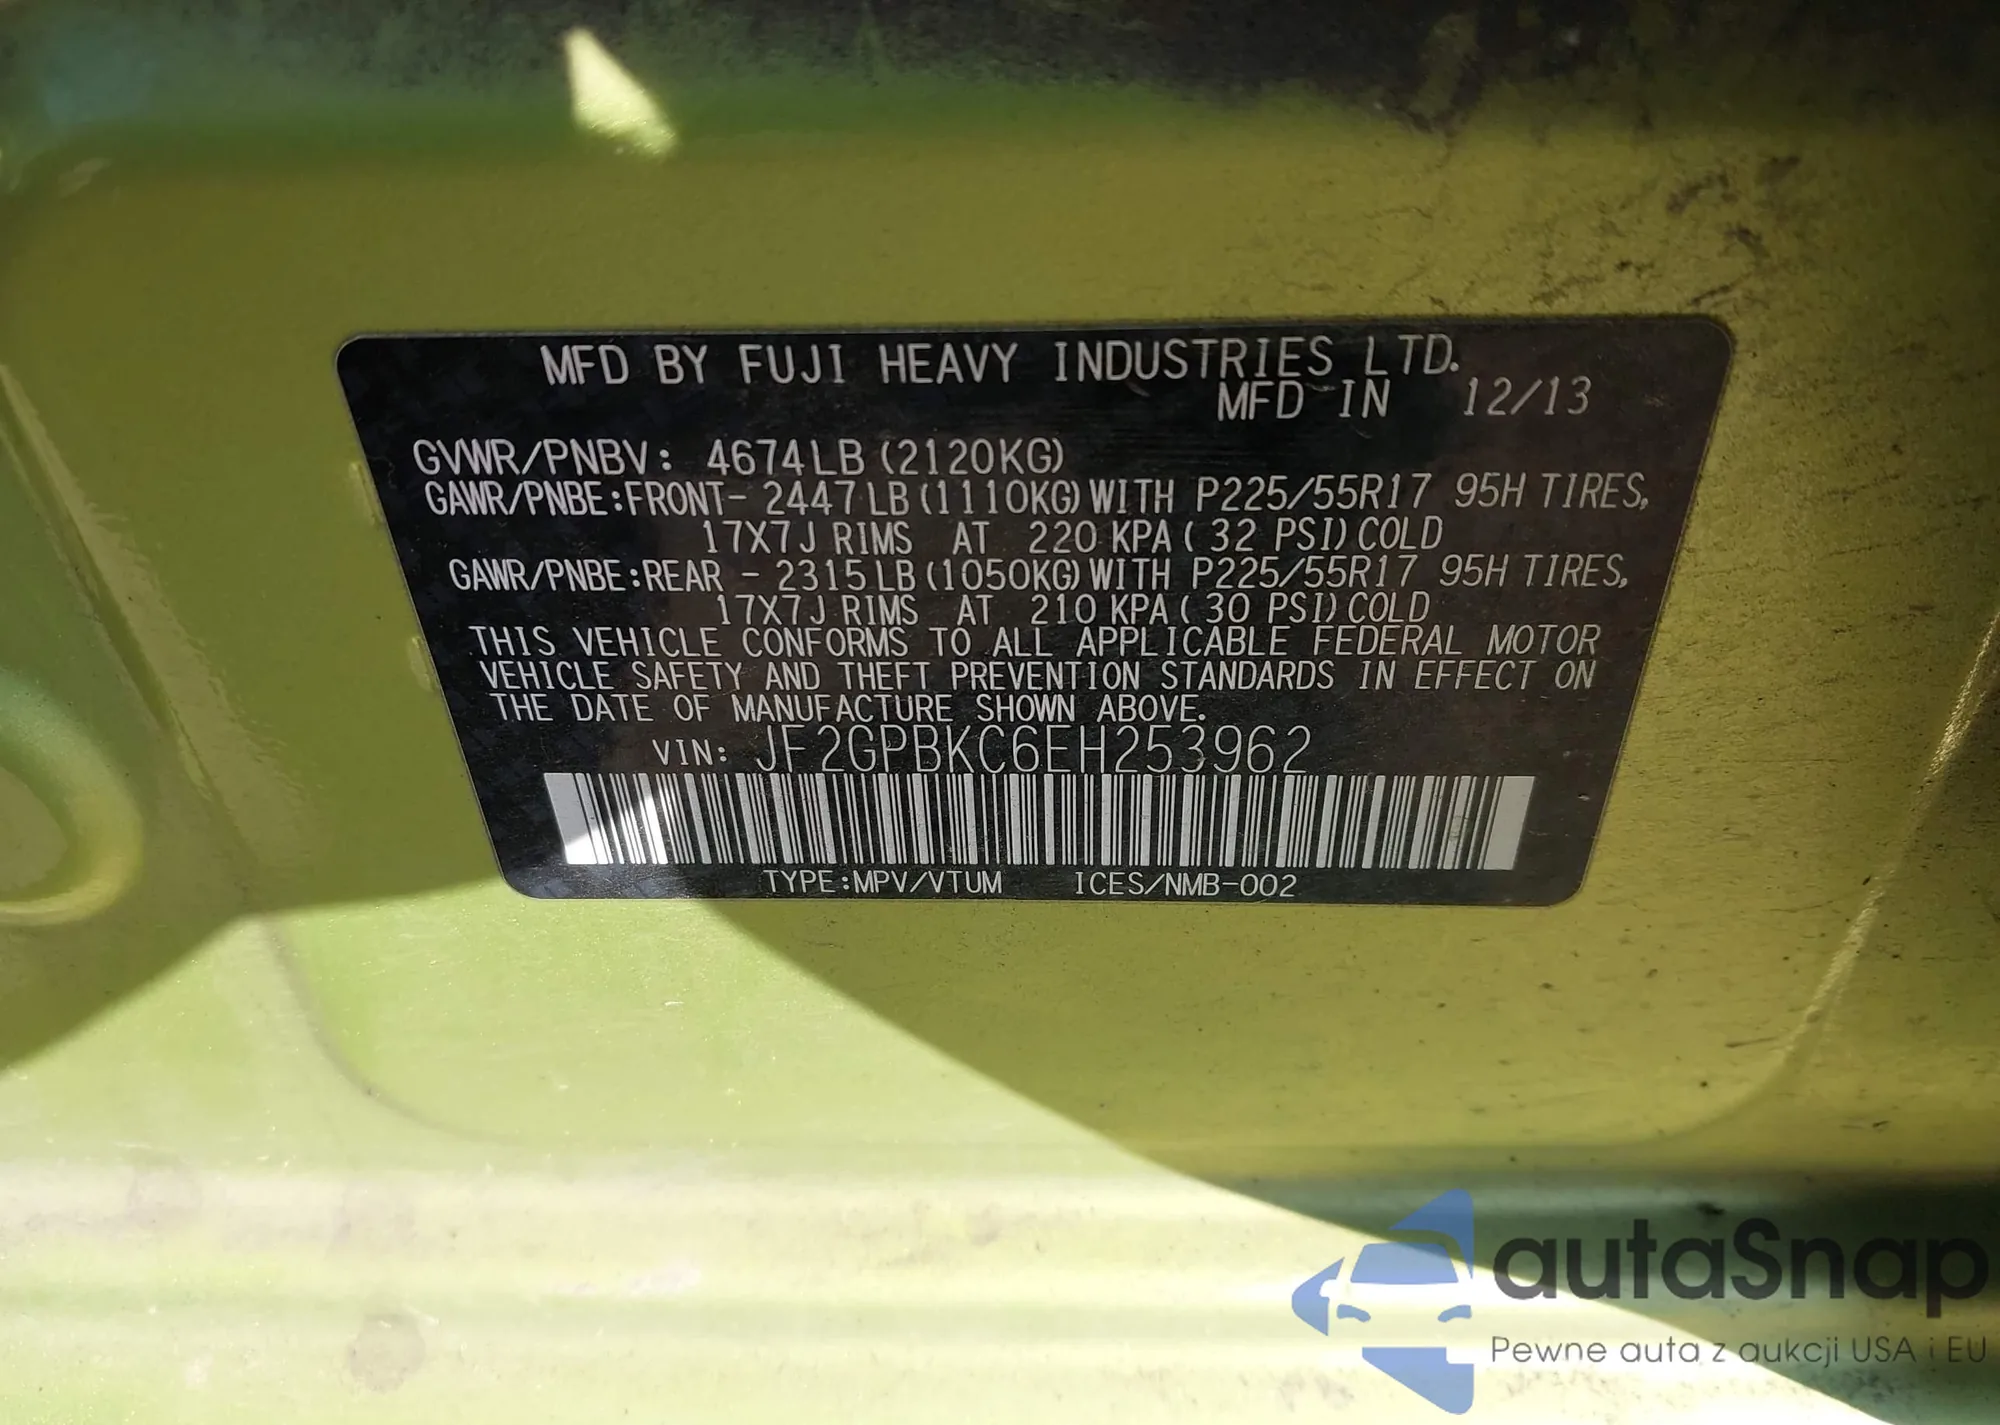 MFD BY FUJI HEAVY INDUSTRIES LTD.
MFD IN 12/13
GVWR/PNBV: 4674LB (2120KG)
GAWR/PNBE:FRONT- 2447LB (1110KG) WITH P225/55R17 95H TIRES,
17X7J RIMS AT 220 KPA ( 32 PSI) COLD
GAWR/PNBE:REAR - 2315LB (1050KG) WITH P225/55R17 95H TIRES,
17X7J RIMS AT 210 KPA ( 30 PSI) COLD
THIS VEHICLE CONFORMS TO ALL APPLICABLE FEDERAL MOTOR
VEHICLE SAFETY AND THEFT PREVENTION STANDARDS IN EFFECT ON
THE DATE OF MANUFACTURE SHOWN ABOVE.
VIN: JF2GPBKC6EH253962
TYPE:MPV/VTUM ICES/NMB-002
autaSnap
Pewne auta z aukcji USA i EU